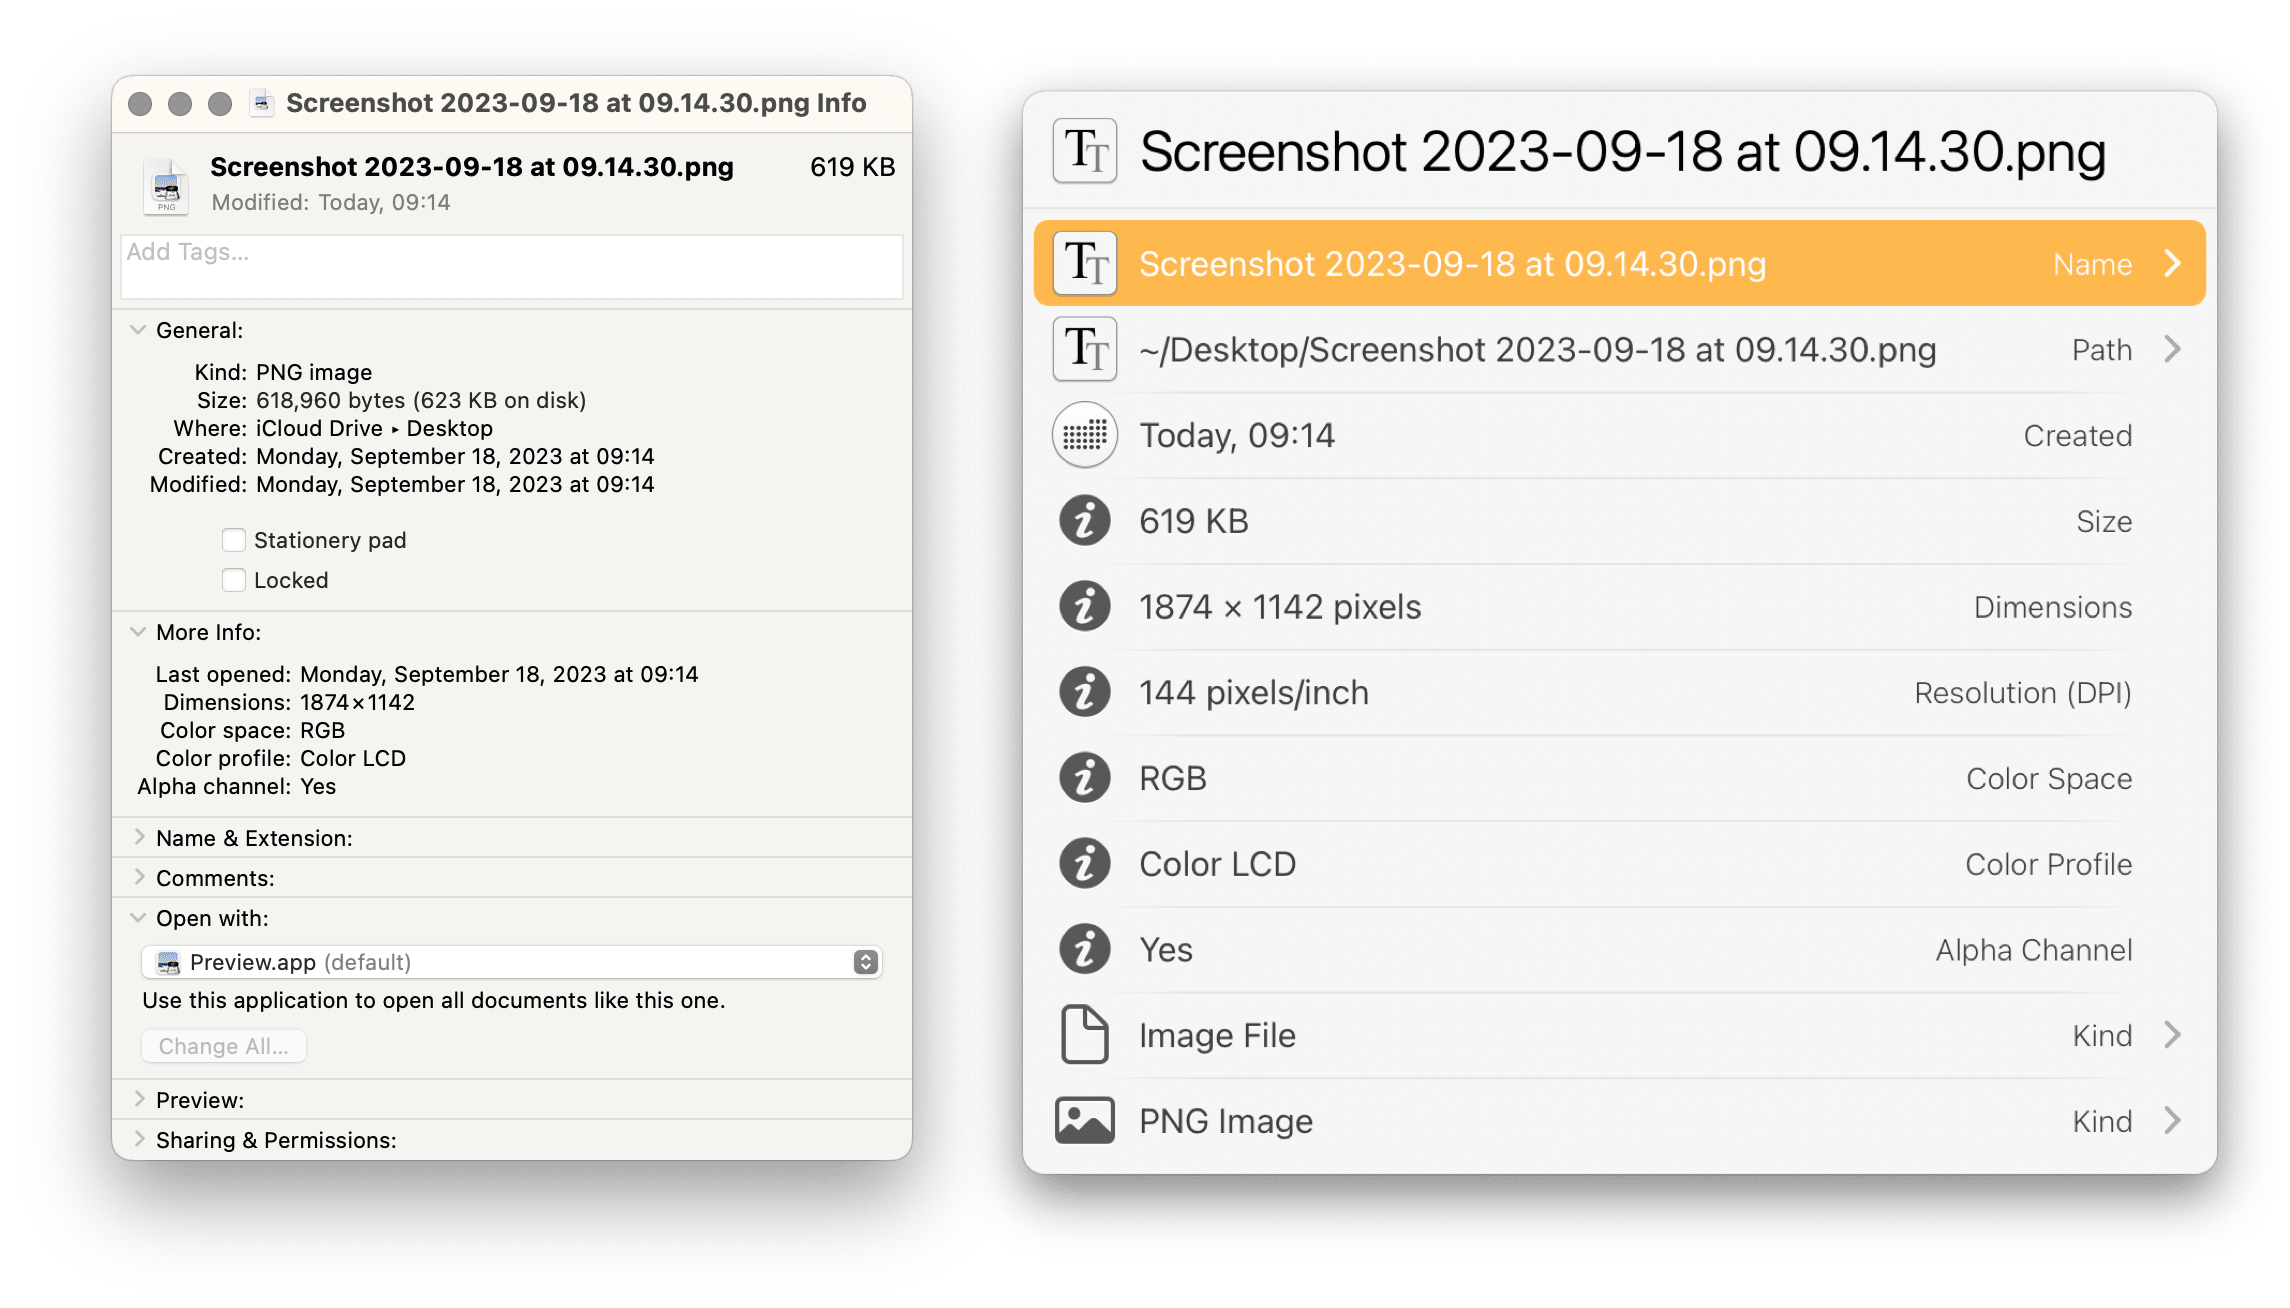 Screenshot 2023-09-18 at 09.14.30.png Info
Screenshot 2023-09-18 at 09.14.30.png 619 KB
PNG
Modified: Today, 09:14
Add Tags...
General:
Kind: PNG image
Size: 618,960 bytes (623 KB on disk)
Where: iCloud Drive ▸ Desktop
Created: Monday, September 18, 2023 at 09:14
Modified: Monday, September 18, 2023 at 09:14
Stationery pad
Locked
More Info:
Last opened: Monday, September 18, 2023 at 09:14
Dimensions: 1874×1142
Color space: RGB
Color profile: Color LCD
Alpha channel: Yes
Name & Extension:
Comments:
Open with:
Preview.app (default)
Use this application to open all documents like this one.
Change All...
Preview:
Sharing & Permissions:
TT Screenshot 2023-09-18 at 09.14.30.png
TT Screenshot 2023-09-18 at 09.14.30.png Name
TT ~/Desktop/Screenshot 2023-09-18 at 09.14.30.png Path
Today, 09:14 Created
i 619 KB Size
i 1874 × 1142 pixels Dimensions
i 144 pixels/inch Resolution (DPI)
i RGB Color Space
i Color LCD Color Profile
i Yes Alpha Channel
Image File Kind
PNG Image Kind